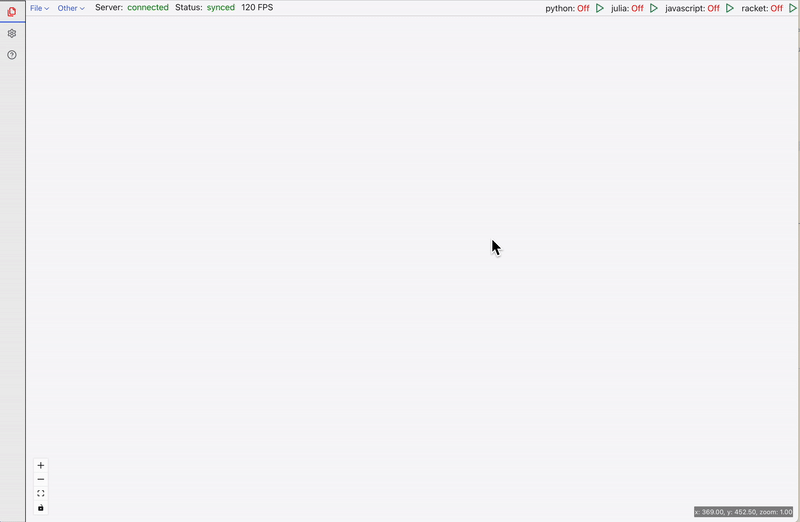 File Other Server: connected Status: synced 120 FPS python: Off julia: Off javascript: Off racket: Off
x: 369.00, y: 452.50, zoom: 1.00